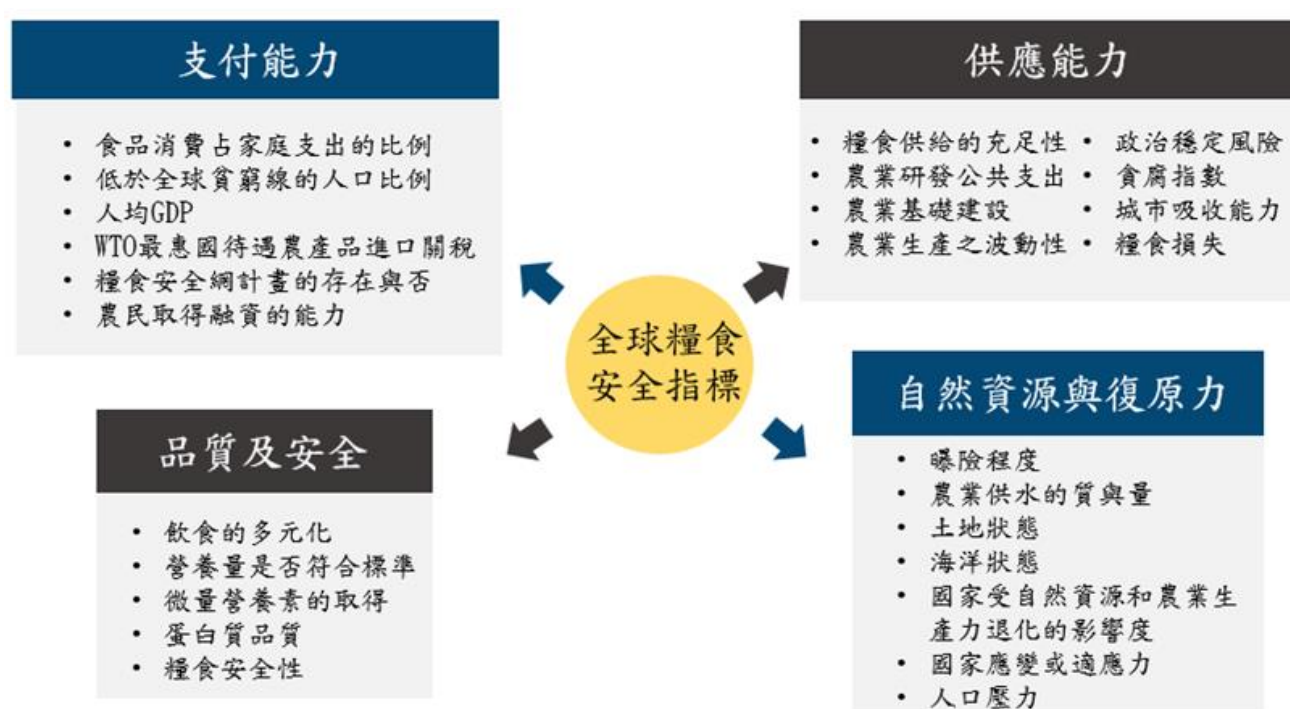 支付能力
• 食品消費占家庭支出的比例
• 低於全球貧窮線的人口比例
• 人均GDP
• WTO最惠國待遇農產品進口關稅
• 糧食安全網計畫的存在與否
• 農民取得融資的能力
供應能力
• 糧食供給的充足性
• 農業研發公共支出
• 農業基礎建設
• 農業生產之波動性
• 政治穩定風險
• 貪腐指數
• 城市吸收能力
• 糧食損失
全球糧食
安全指標
品質及安全
• 飲食的多元化
• 營養量是否符合標準
• 微量營養素的取得
• 蛋白質品質
• 糧食安全性
自然資源與復原力
• 曝險程度
• 農業供水的質與量
• 土地狀態
• 海洋狀態
• 國家受自然資源和農業生
產力退化的影響度
• 國家應變或適應力
• 人口壓力